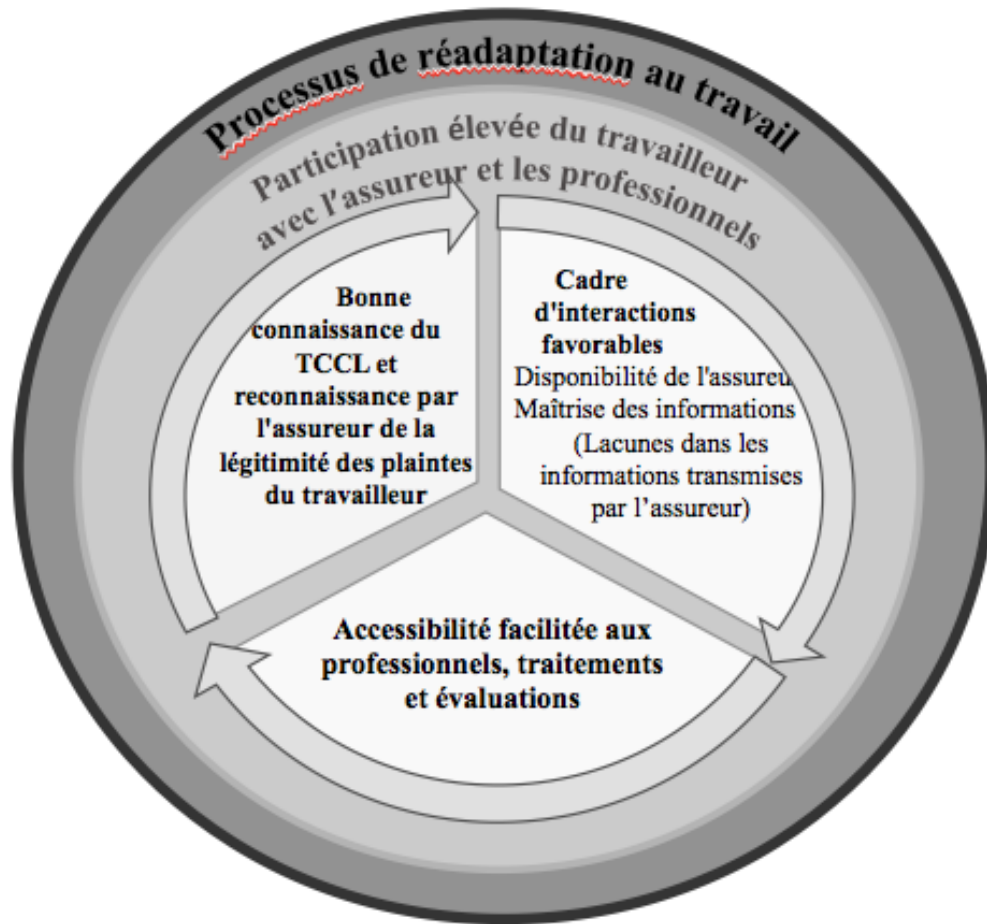 Processus de réadaptation au travail
Participation élevée du travailleur
avec l'assureur et les professionnels
Bonne
connaissance du
TCCL et
reconnaissance par
l'assureur de la
légitimité des plaintes
du travailleur
Cadre
d'interactions
favorables
Disponibilité de l'assureu
Maîtrise des informations
(Lacunes dans les
informations transmises
par l’assureur)
Accessibilité facilitée aux
professionnels, traitements
et évaluations